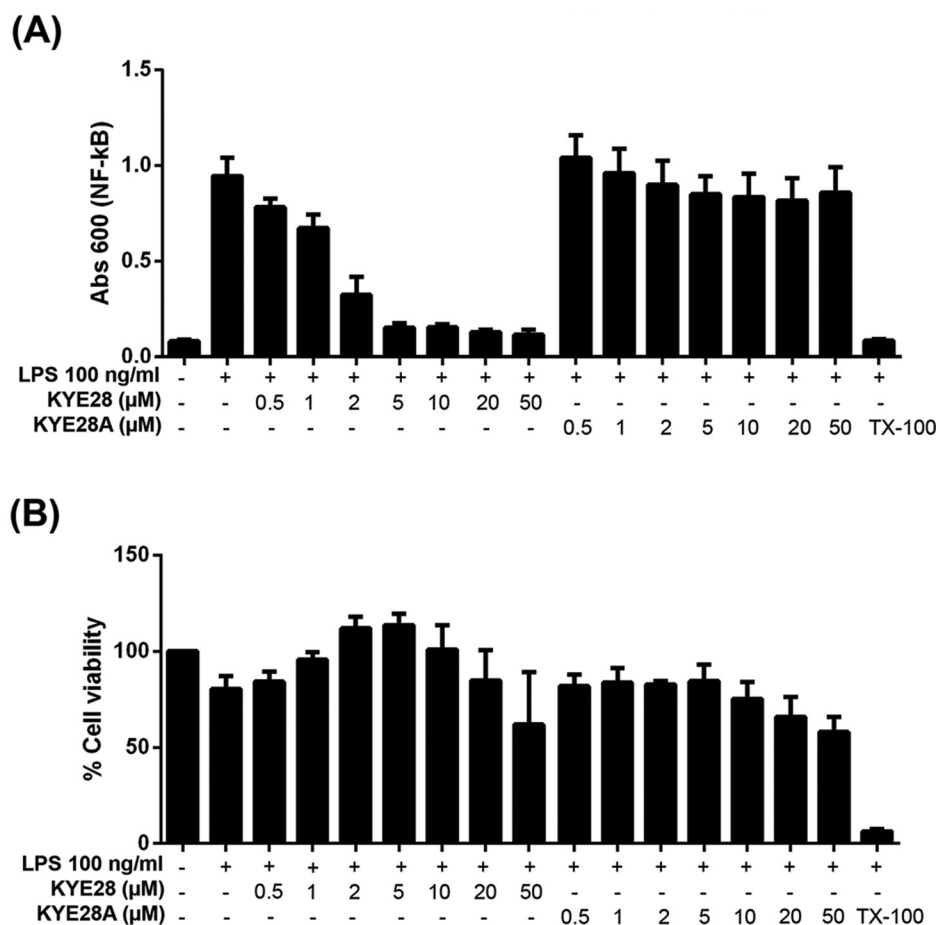 (A)
Abs 600 (NF-kB)
1.5
1.0
0.5
0.0
LPS 100 ng/ml - + + + + + + + + + + + + + + + +
KYE28 (µM) - - 0.5 1 2 5 10 20 50 - - - - - - - -
KYE28A (µM) - - - - - - - - - 0.5 1 2 5 10 20 50 TX-100
(B)
% Cell viability
150
100
50
0
LPS 100 ng/ml - + + + + + + + + + + + + + + + +
KYE28 (µM) - - 0.5 1 2 5 10 20 50 - - - - - - - -
KYE28A (µM) - - - - - - - - - 0.5 1 2 5 10 20 50 TX-100